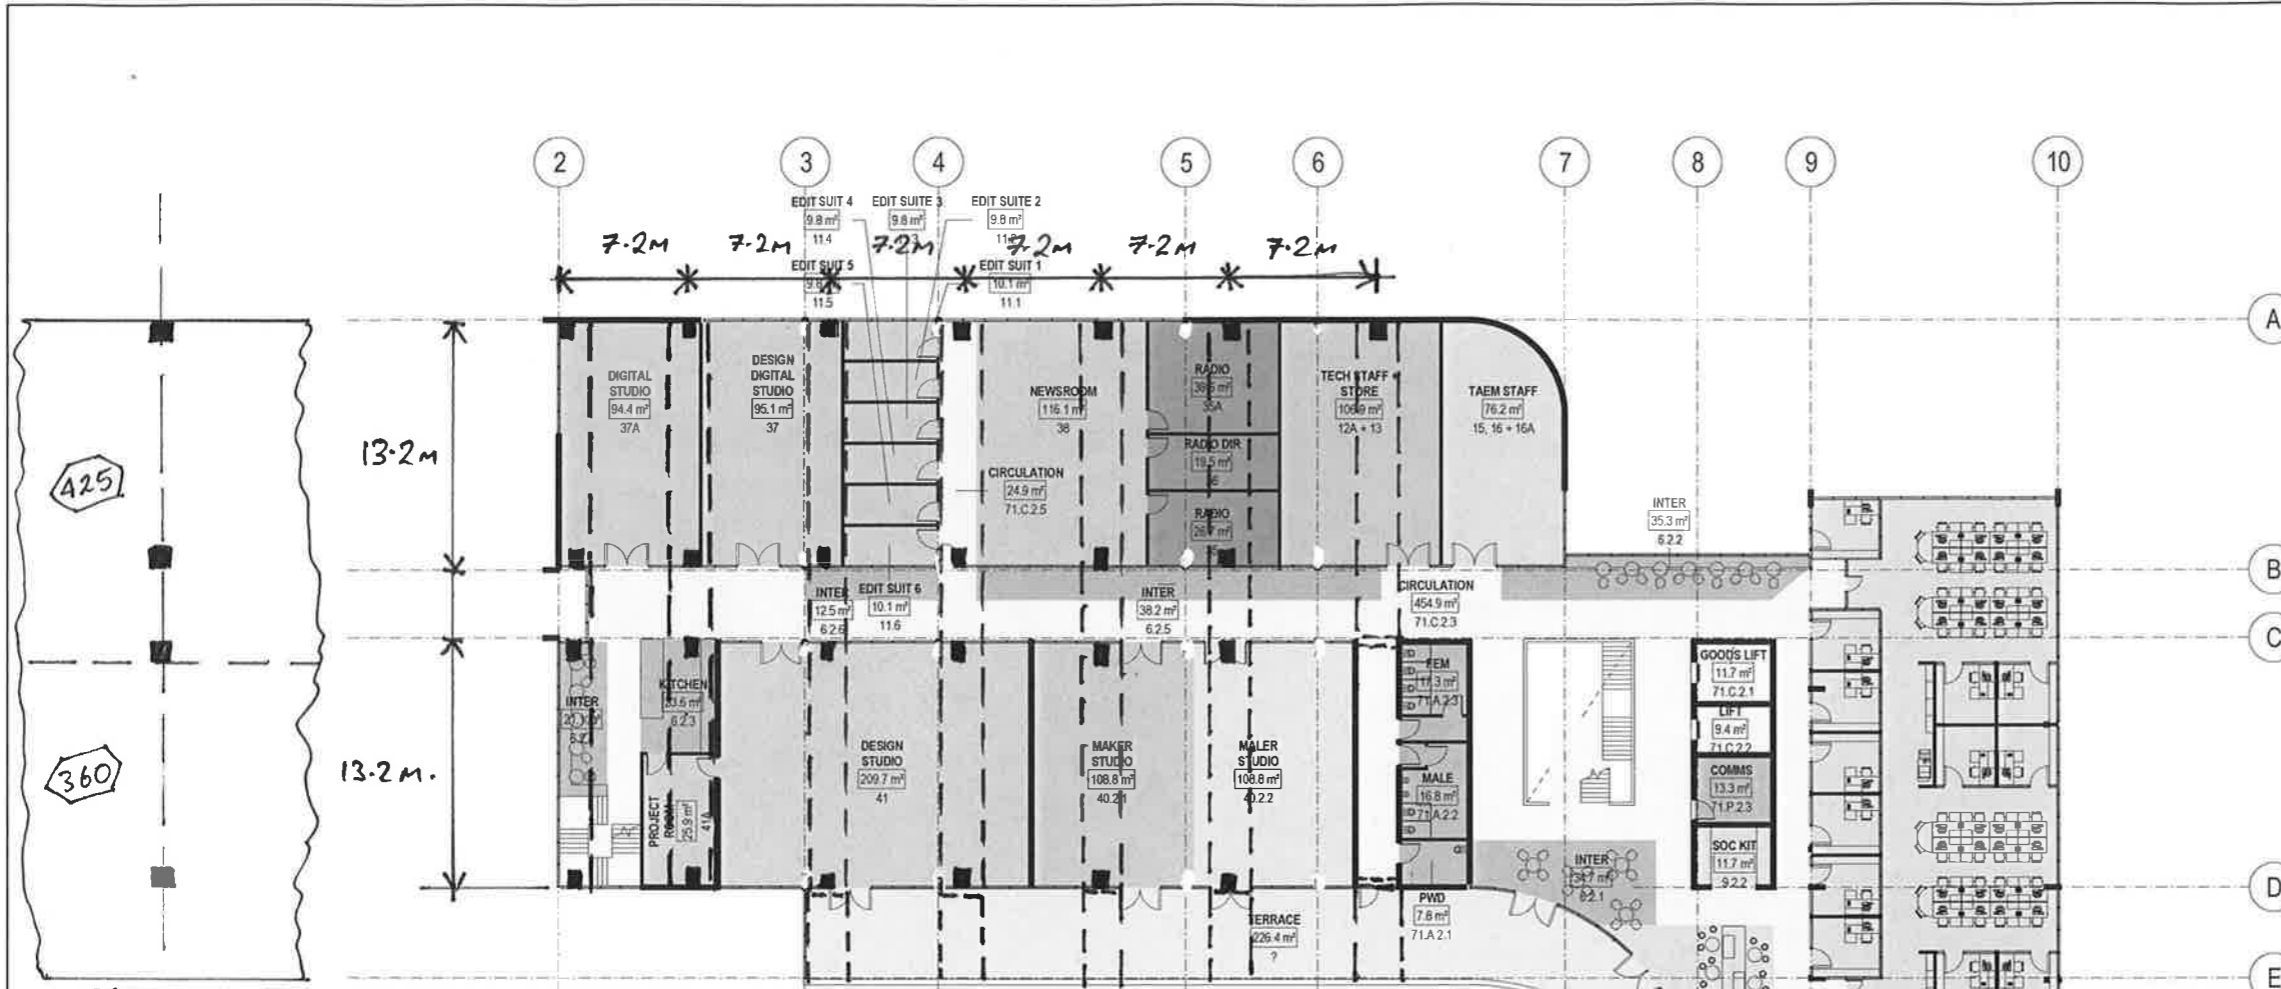 2 3 4 5 6 7 8 9 10
EDIT SUIT 4
9.8 m²
11.4
EDIT SUITE 3
9.8 m²
EDIT SUITE 2
9.8 m²
7.2M 7.2M 7.2M 7.2M 7.2M 7.2M
EDIT SUIT 5
11.5
EDIT SUIT 1
10.1 m²
11.1
A
DIGITAL
STUDIO
94.4 m²
37A
DESIGN
DIGITAL
STUDIO
95.1 m²
37
NEWSROOM
116.1 m²
38
RADIO
35A
TECH STAFF +
STORE
106.9 m²
12A + 13
TAEM STAFF
76.2 m²
15, 16 + 16A
13.2M
425
RADIO DIR
19.5 m²
CIRCULATION
24.9 m²
71.C.2.5
RADIO
INTER
35.3 m²
6.2.2
B
INTER
12.5 m²
6.2.6
EDIT SUIT 6
10.1 m²
11.6
INTER
38.2 m²
6.2.5
CIRCULATION
454.9 m²
71.C.2.3
C
INTER
KITCHEN
6.2.3
FEM
17.3 m²
71.A.2.3
GOODS LIFT
11.7 m²
71.C.2.1
LIFT
9.4 m²
71.C.2.2
360
13.2M.
DESIGN
STUDIO
209.7 m²
41
MAKER
STUDIO
108.8 m²
40.2.1
MALER
STUDIO
108.8 m²
40.2.2
MALE
16.8 m²
71.A.2.2
COMMS
13.3 m²
71.P.2.3
PROJECT
ROOM
25.9 m²
41A
SOC KIT
11.7 m²
9.2.2
INTER
6.2.1
D
PWD
7.8 m²
71.A.2.1
TERRACE
226.4 m²
?
E